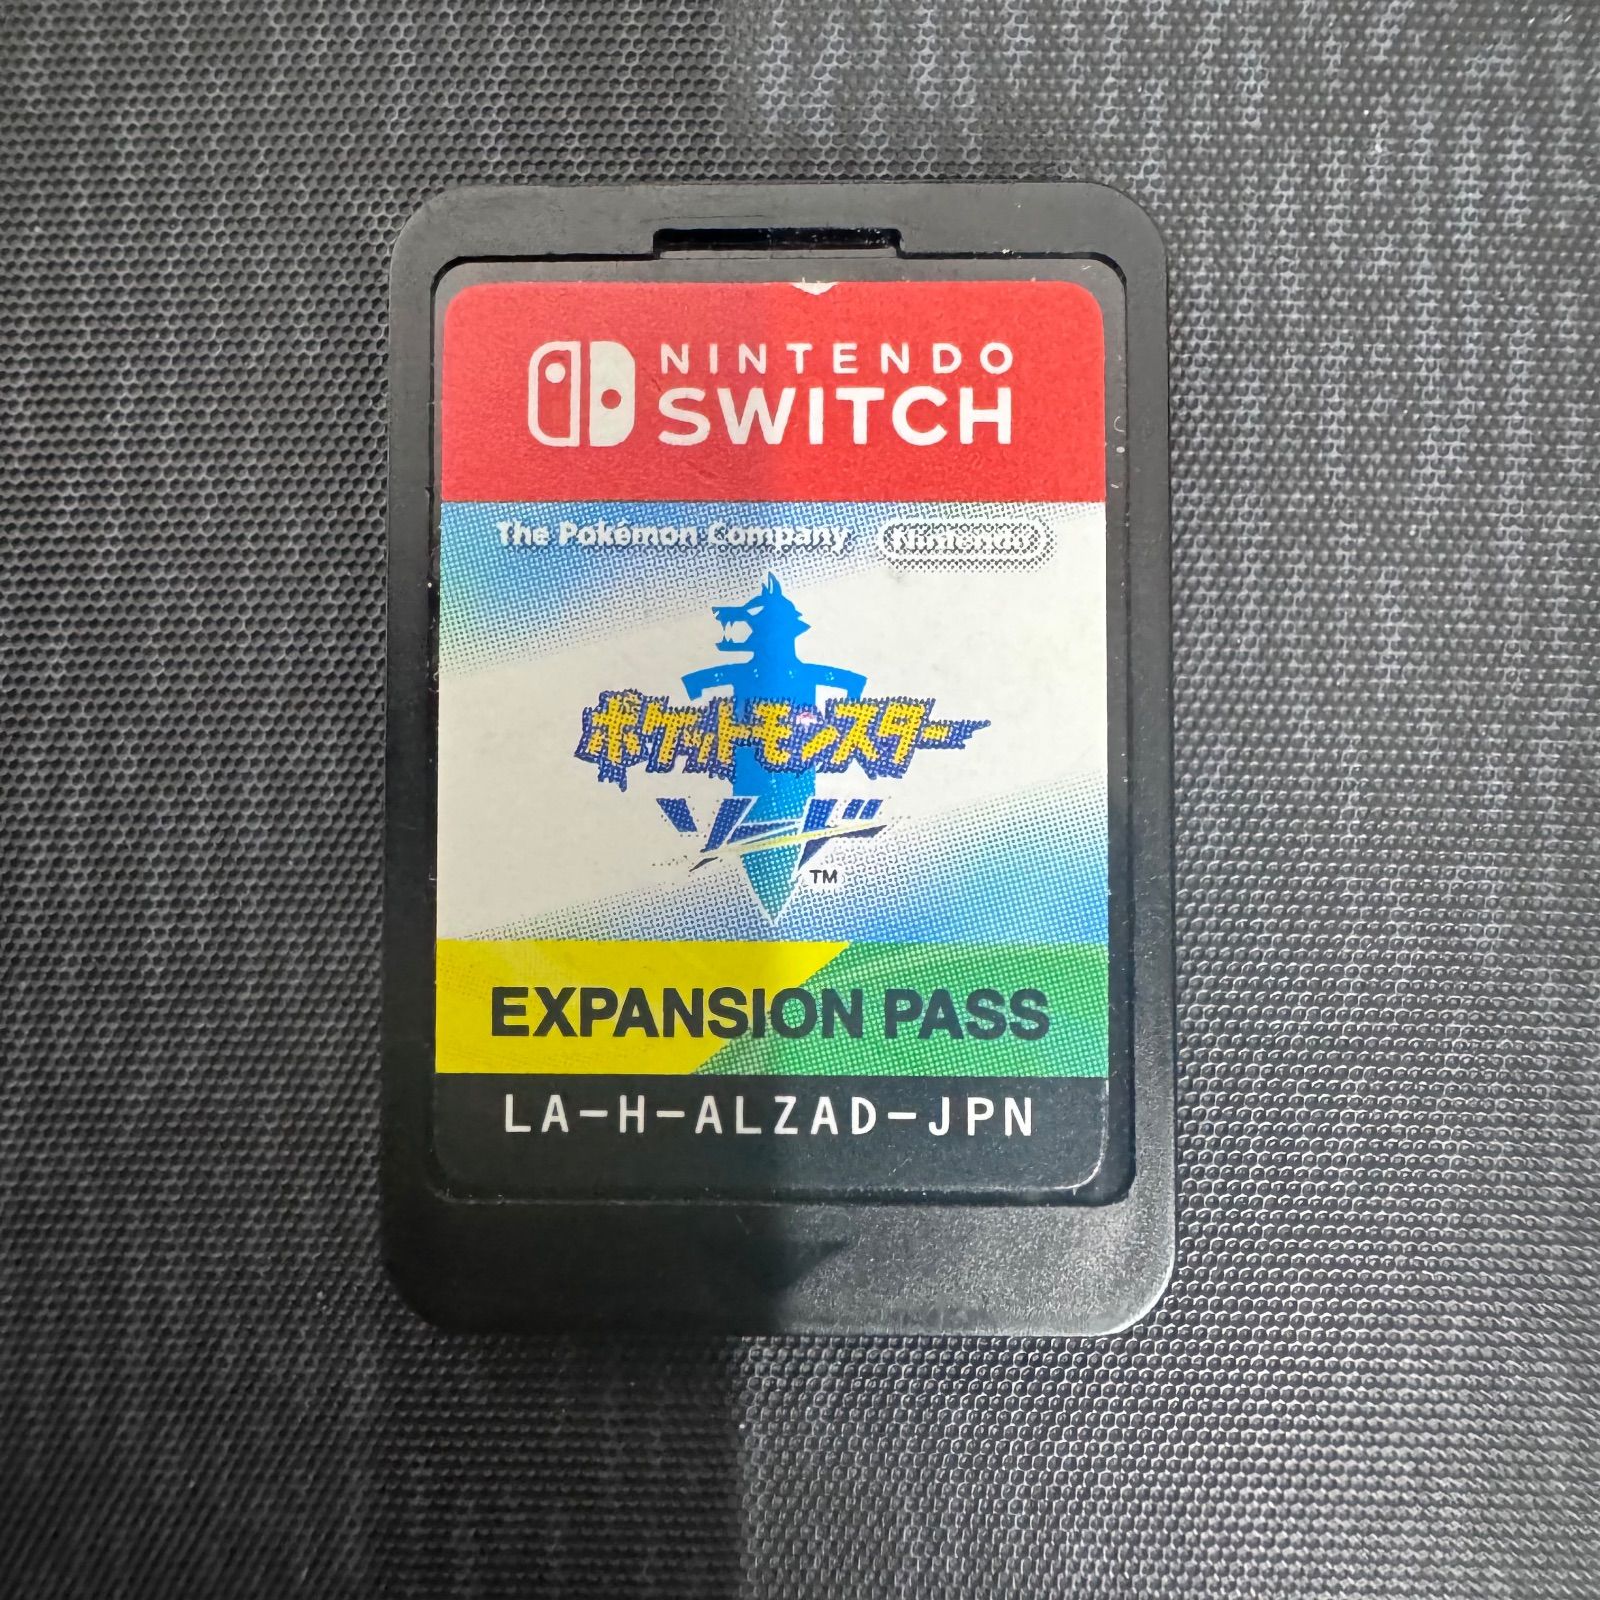 NINTENDO
SWITCH
The Pokémon Company Nintendo
ポケットモンスター
ソード
TM
EXPANSION PASS
LA-H-ALZAD-JPN